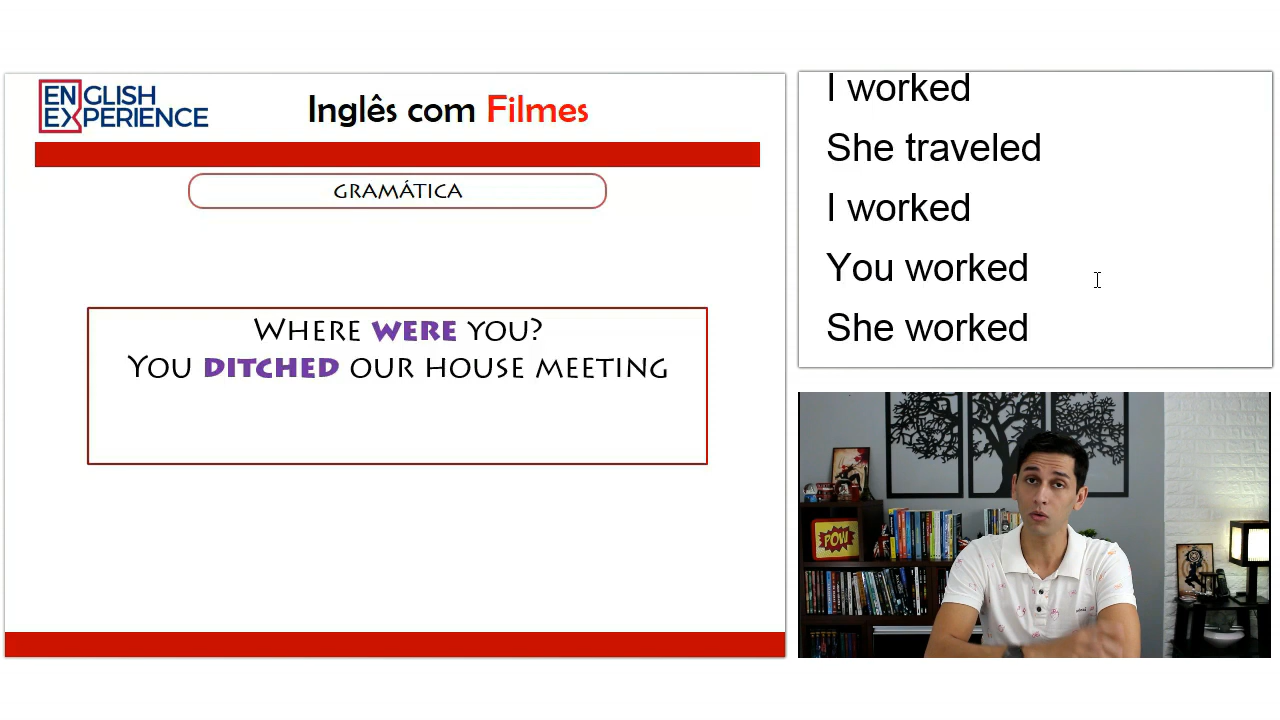 ENGLISH
EXPERIENCE
Inglês com Filmes
GRAMÁTICA
WHERE WERE YOU?
YOU DITCHED OUR HOUSE MEETING
I worked
She traveled
I worked
You worked
She worked
POW